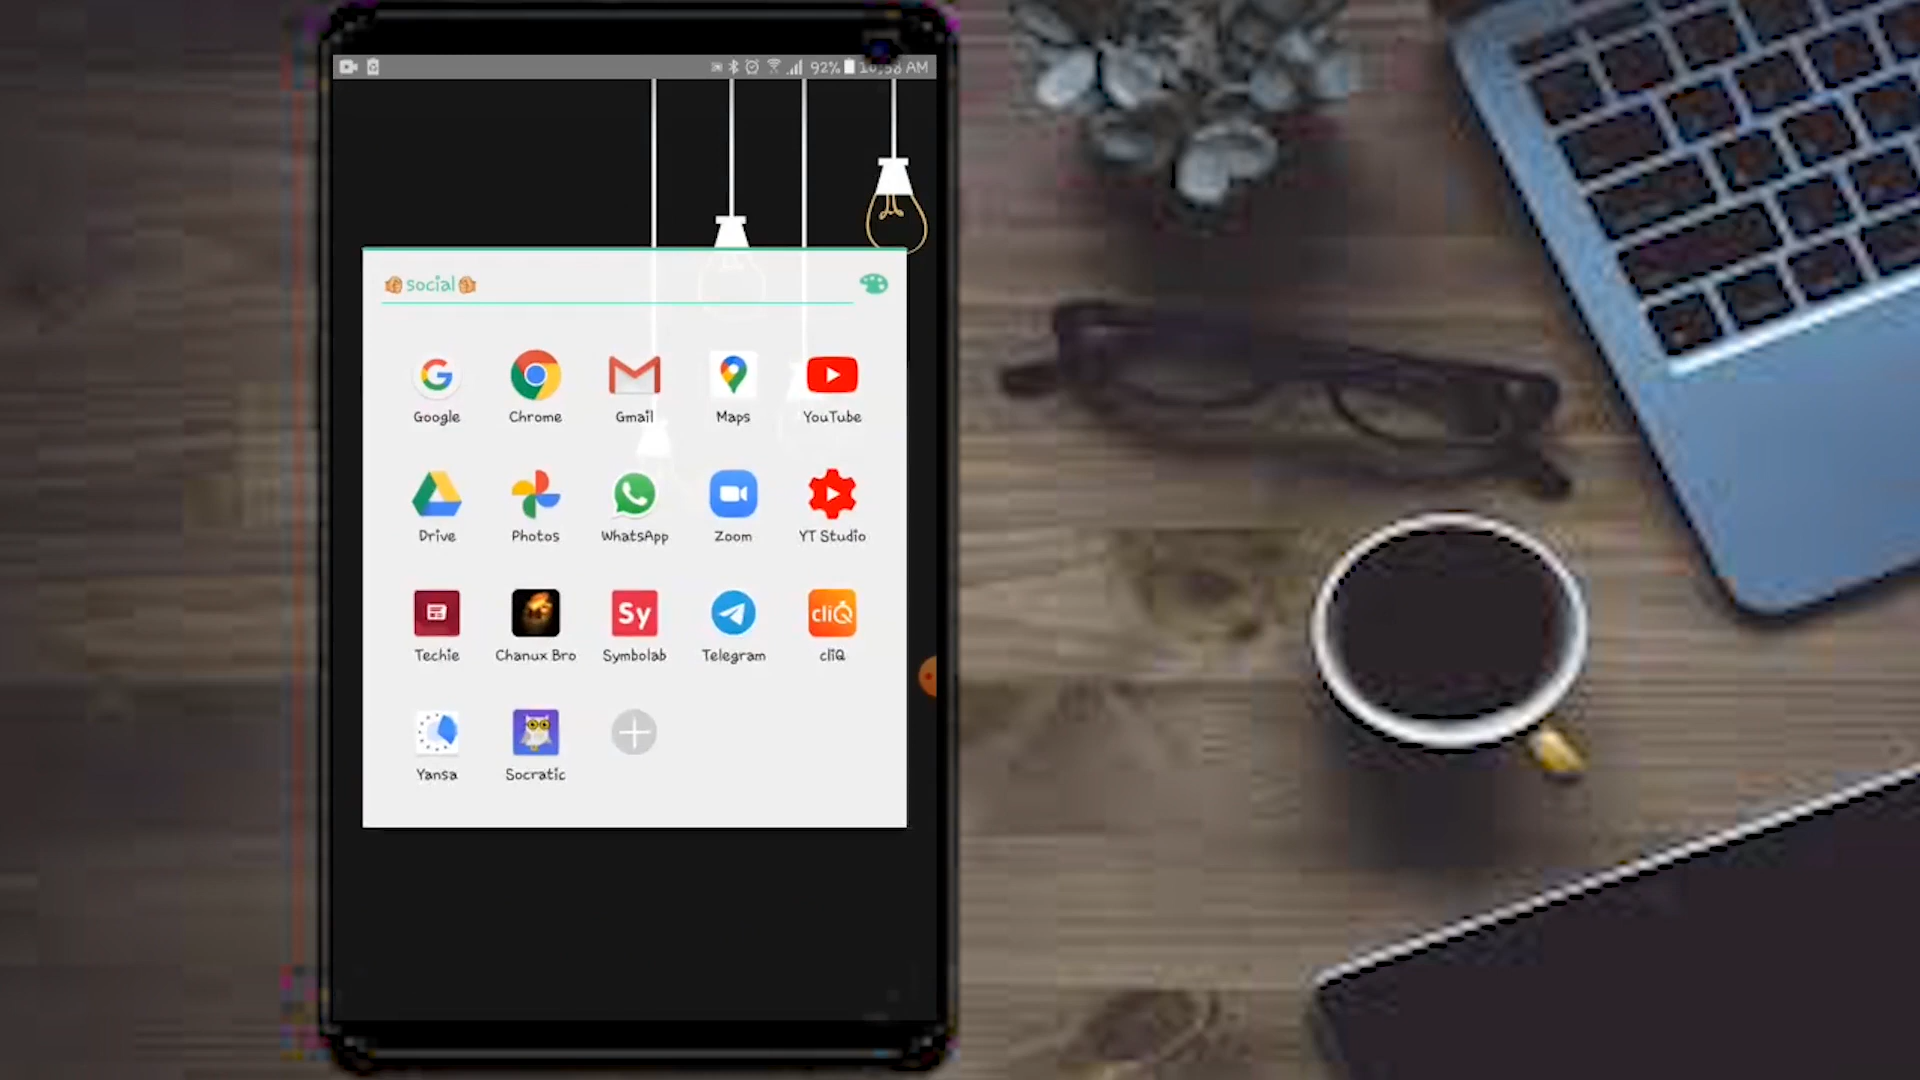 92% 10:58 AM
social
Google Chrome Gmail Maps YouTube
Drive Photos WhatsApp Zoom YT Studio
Sy cliQ
Techie Chanux Bro Symbolab Telegram cliQ
Yansa Socratic